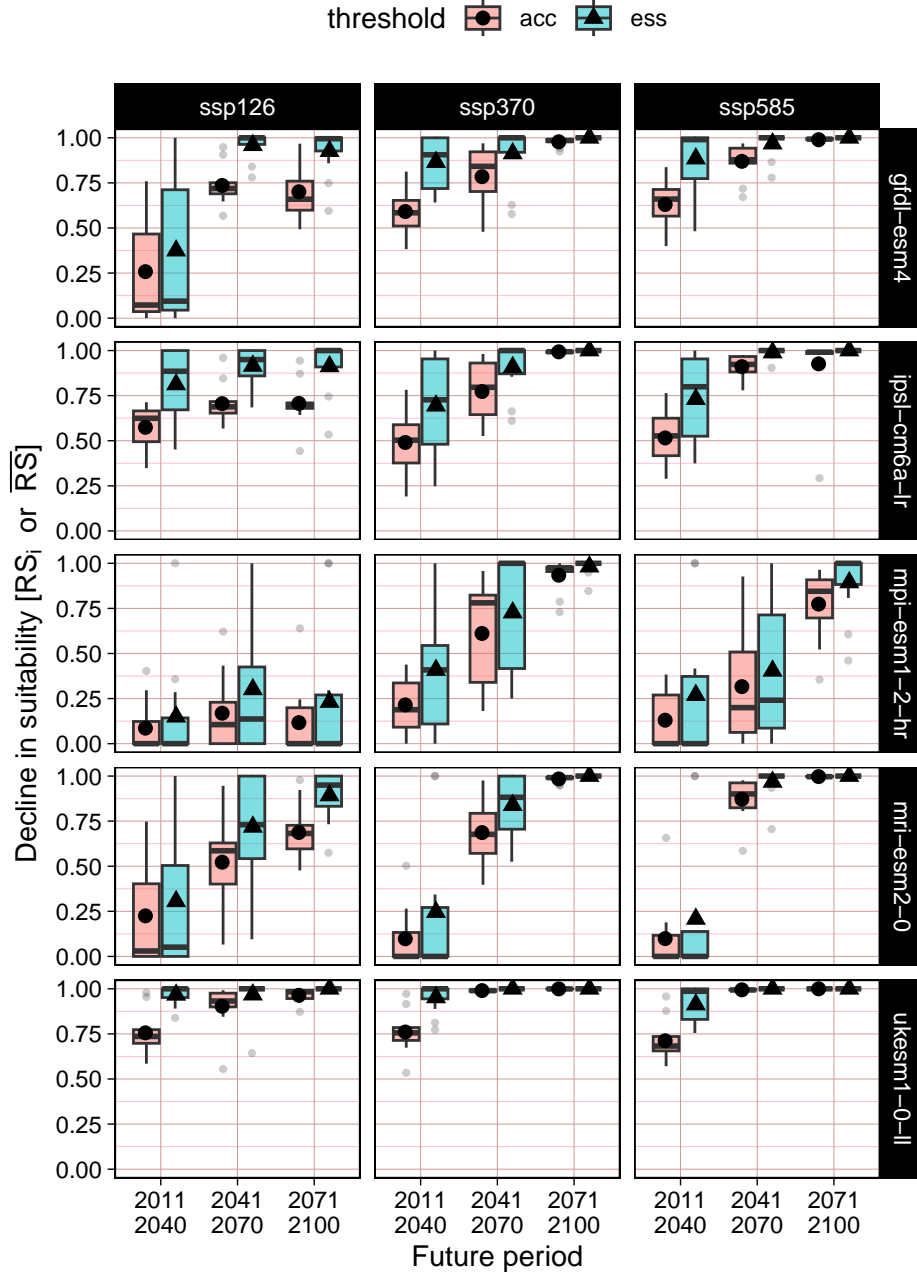 threshold acc ess
ssp126 ssp370 ssp585
1.00
0.75
0.50
0.25
0.00
gfdl−esm4
1.00
0.75
0.50
0.25
0.00
ipsl−cm6a−lr
1.00
0.75
0.50
0.25
0.00
mpi−esm1−2−hr
1.00
0.75
0.50
0.25
0.00
mri−esm2−0
1.00
0.75
0.50
0.25
0.00
ukesm1−0−ll
Decline in suitability [RSi or R̅S̅]
2011 2041 2071 2011 2041 2071 2011 2041 2071
2040 2070 2100 2040 2070 2100 2040 2070 2100
Future period